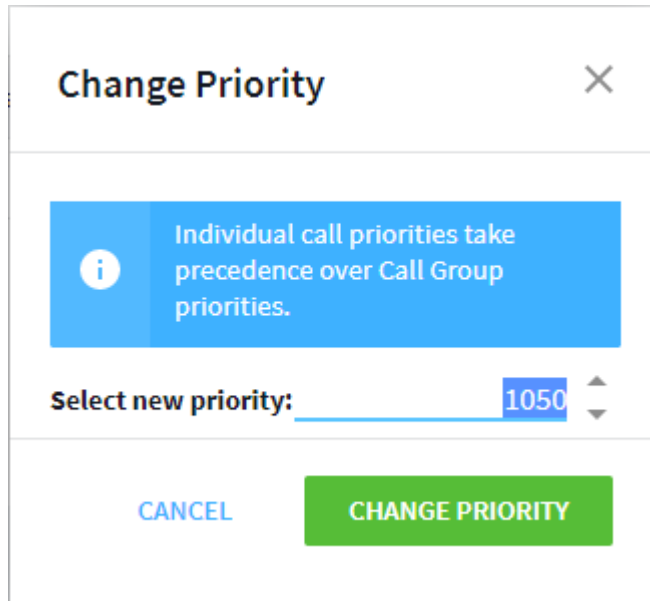 Change Priority
Individual call priorities take
precedence over Call Group
priorities.
Select new priority: 1050
CANCEL
CHANGE PRIORITY